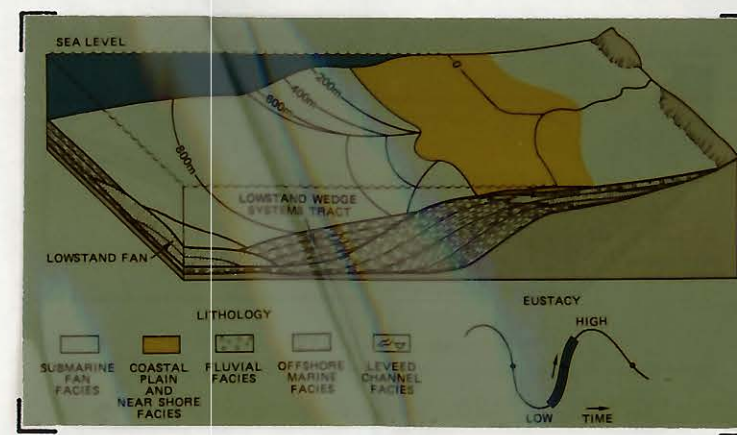 SEA LEVEL
0
200m
400m
600m
800m
LOWSTAND WEDGE
SYSTEMS TRACT
LOWSTAND FAN
LITHOLOGY
SUBMARINE
FAN
FACIES
COASTAL
PLAIN
AND
NEAR SHORE
FACIES
FLUVIAL
FACIES
OFFSHORE
MARINE
FACIES
LEVEED
CHANNEL
FACIES
EUSTACY
HIGH
LOW
TIME